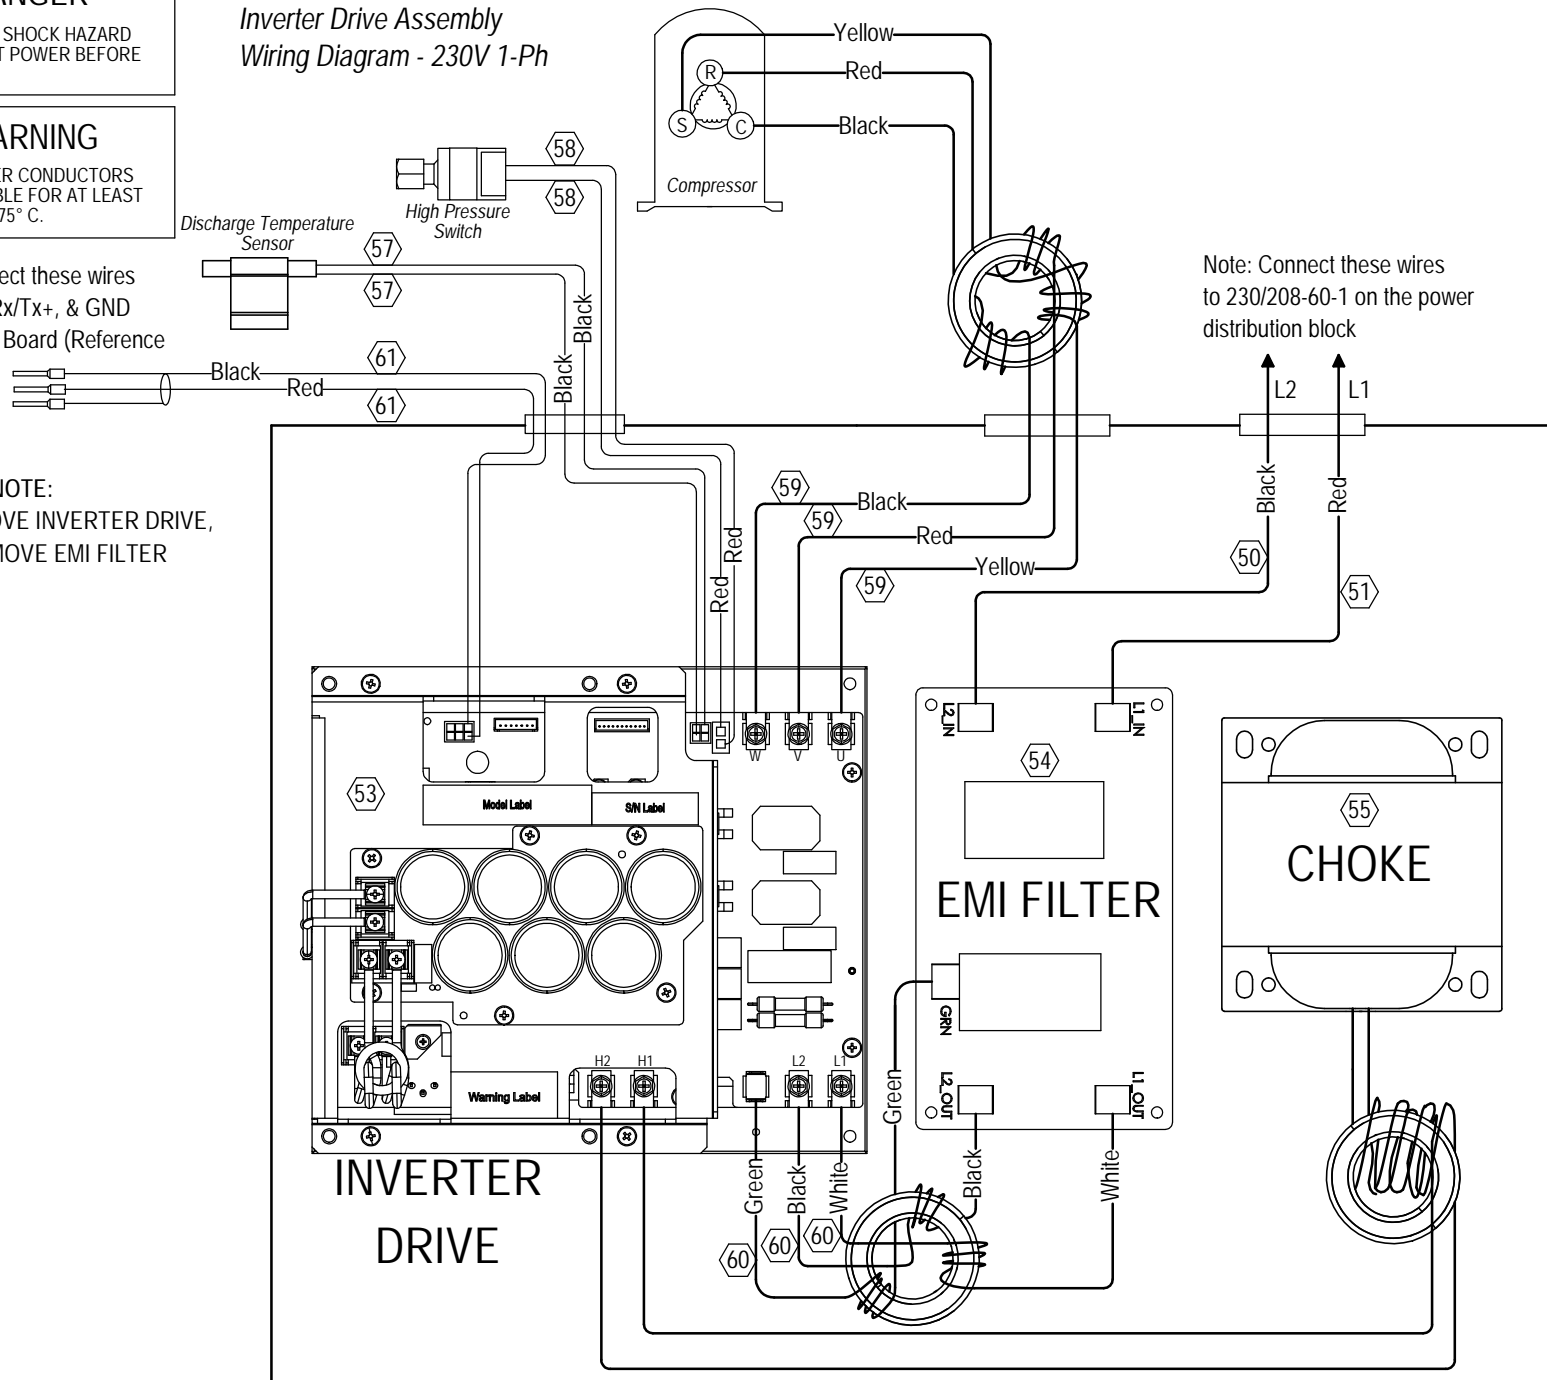 SHOCK HAZARD
POWER BEFORE
ER CONDUCTORS
FOR AT LEAST
75° C.
Inverter Drive Assembly
Wiring Diagram - 230V 1-Ph
Yellow
Red
Black
R
S
C
Compressor
58
58
High Pressure
Switch
Discharge Temperature
Sensor
57
57
these wires
Rx/Tx+, & GND
Board (Reference
Black
Red
61
61
Black
Black
Note: Connect these wires
to 230/208-60-1 on the power
distribution block
L2
L1
NOTE:
INVERTER DRIVE,
EMI FILTER
59
Black
59
Red
59
Yellow
Red
Red
Black
Red
50
51
W
V
U
53
Model Label
S/N Label
Warning Label
H2
H1
L2
L1
INVERTER
DRIVE
L2_IN
L1_IN
54
EMI FILTER
GRN
L2_OUT
L1_OUT
55
CHOKE
Green
Black
White
Green
Black
White
60
60
60